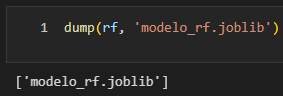 1 dump(rf, 'modelo_rf.joblib')
['modelo_rf.joblib']